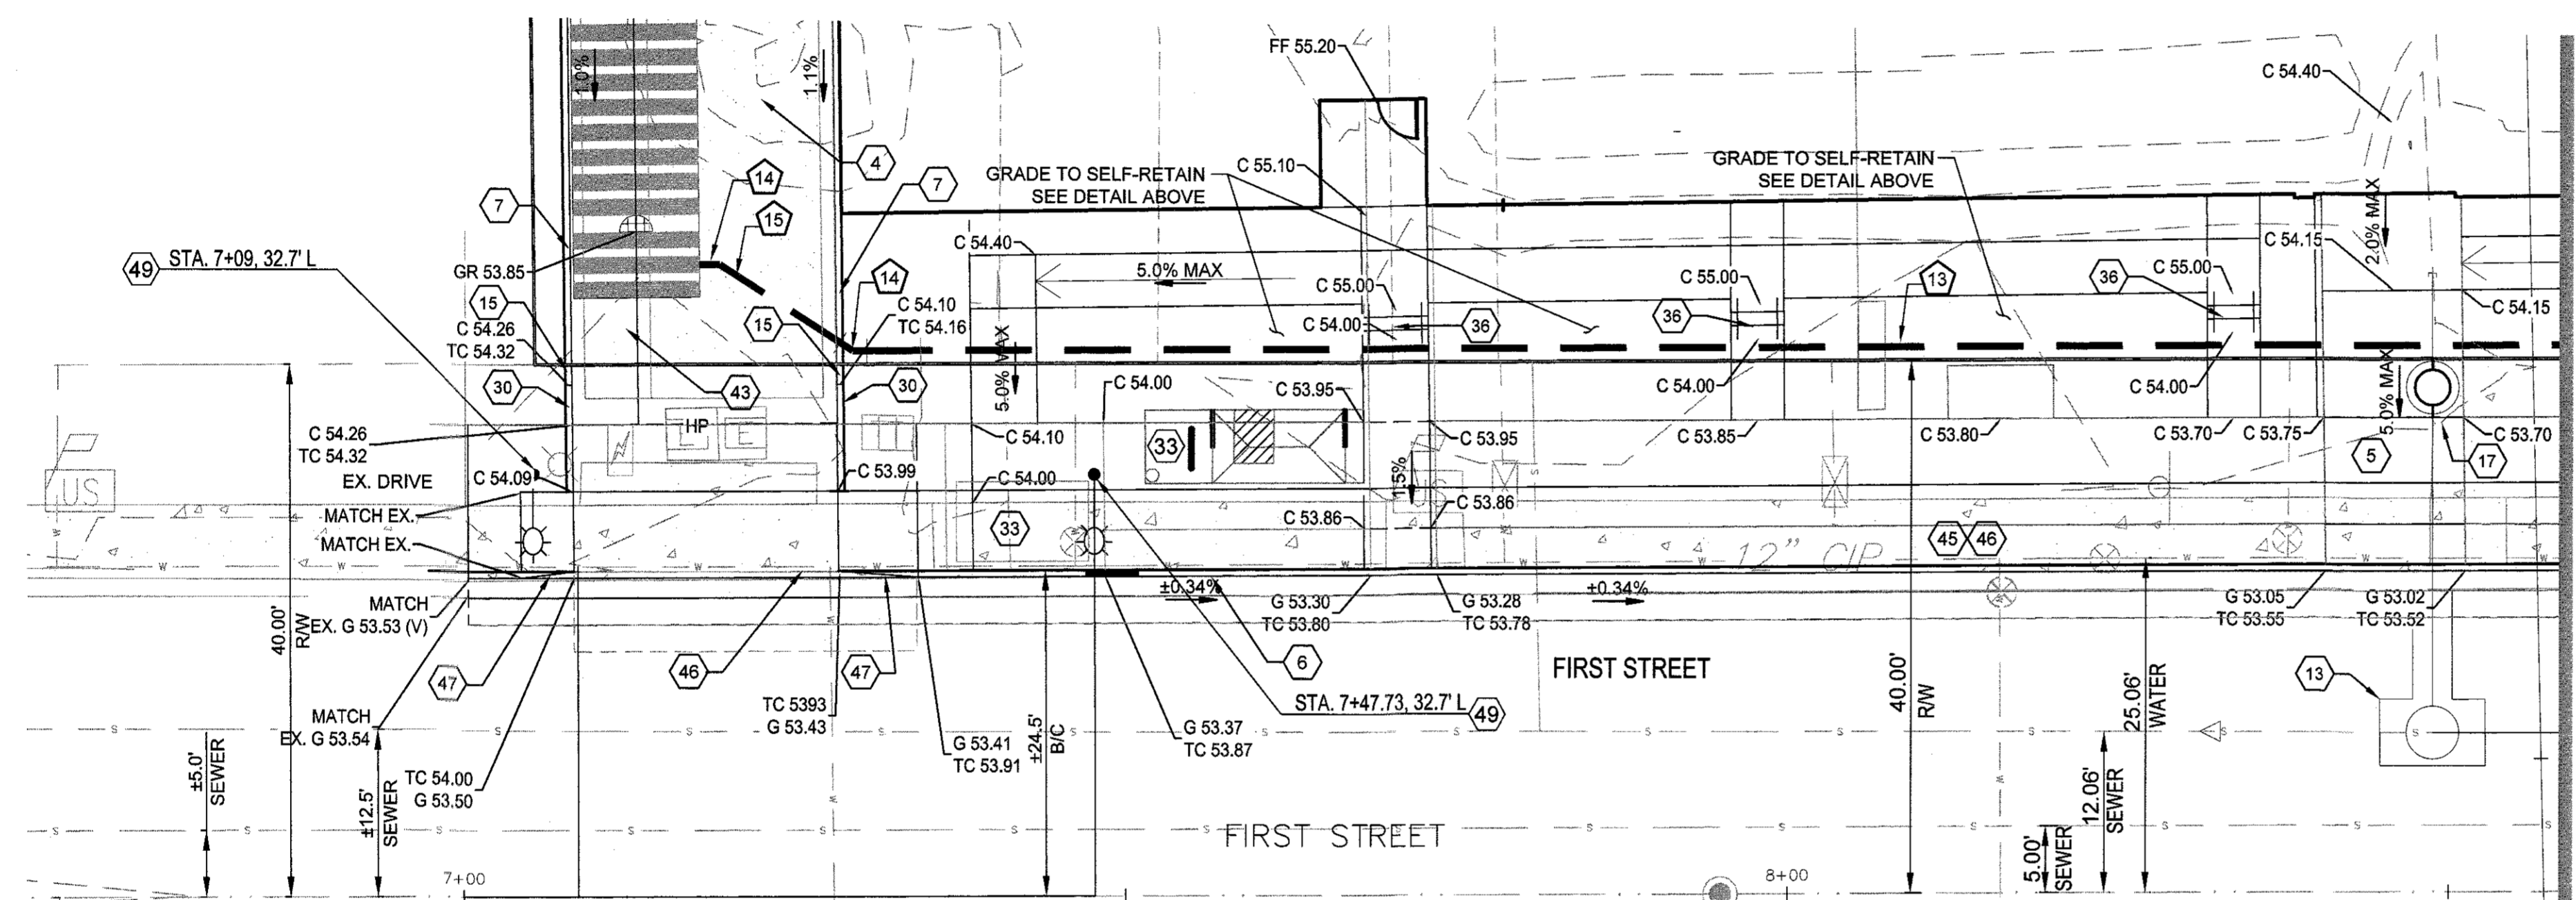 FF 55.20
C 54.40
1.0%
1.1%
4
14
7
7
15
GRADE TO SELF-RETAIN
SEE DETAIL ABOVE
C 55.10
GRADE TO SELF-RETAIN
SEE DETAIL ABOVE
2.0% MAX
49
STA. 7+09, 32.7' L
GR 53.85
C 54.40
5.0% MAX
14
C 55.00
C 55.00
13
36
C 55.00
C 54.15
C 54.15
15
C 54.26
TC 54.32
15
C 54.10
TC 54.16
C 54.00
36
36
5.0% MAX
30
43
30
C 54.00
C 53.95
C 54.00
C 54.00
5.0% MAX
HP
E
C 54.26
TC 54.32
EX. DRIVE
C 54.09
C 53.99
C 54.10
33
C 53.95
C 53.85
C 53.80
C 53.70
C 53.75
C 53.70
5
17
US
C 54.00
1.5%
US
MATCH EX.
MATCH EX.
33
C 53.86
C 53.86
12" CIP
45
46
40.00'
R/W
MATCH
EX. G 53.53 (V)
±0.34%
G 53.30
TC 53.80
G 53.28
TC 53.78
±0.34%
G 53.05
TC 53.55
G 53.02
TC 53.52
47
46
47
6
FIRST STREET
40.00'
R/W
25.06'
WATER
13
MATCH
EX. G 53.54
TC 5393
G 53.43
STA. 7+47.73, 32.7' L
49
G 53.41
TC 53.91
±24.5'
B/C
G 53.37
TC 53.87
±5.0'
SEWER
±12.5'
SEWER
TC 54.00
G 53.50
FIRST STREET
12.06'
SEWER
5.00'
SEWER
7+00
8+00